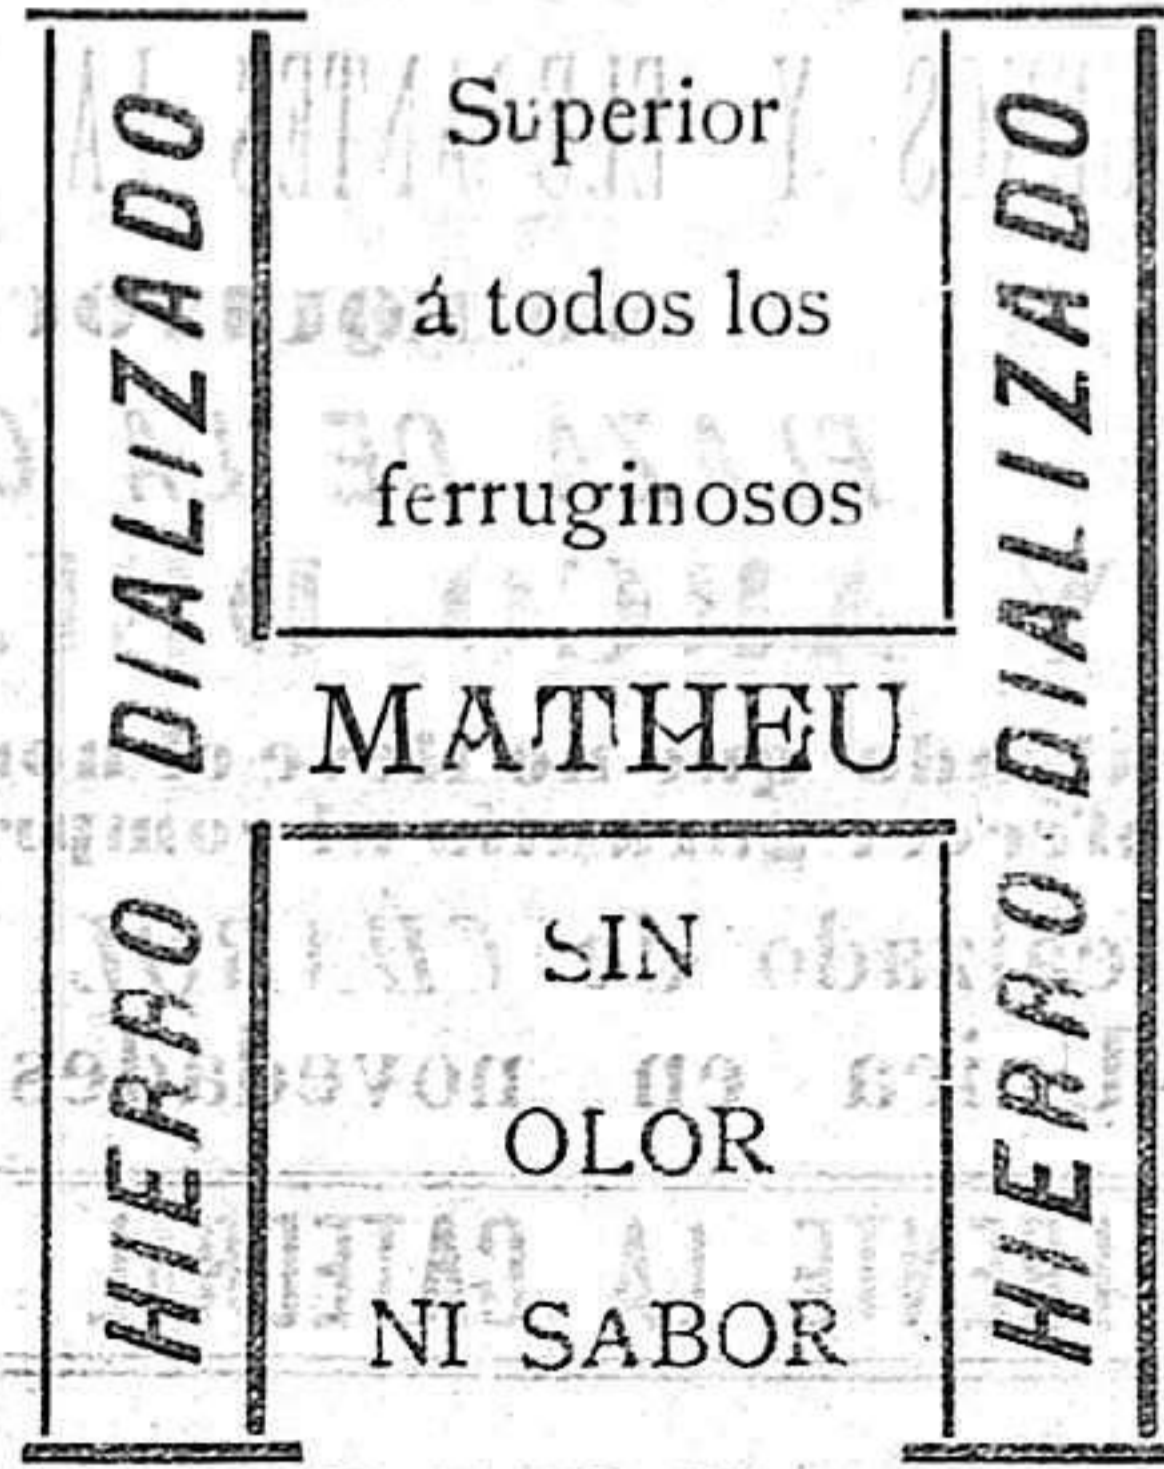 HIERRO DIALIZADO
Superior
á todos los
ferruginosos
MATHEU
SIN
OLOR
NI SABOR
HIERRO DIALIZADO